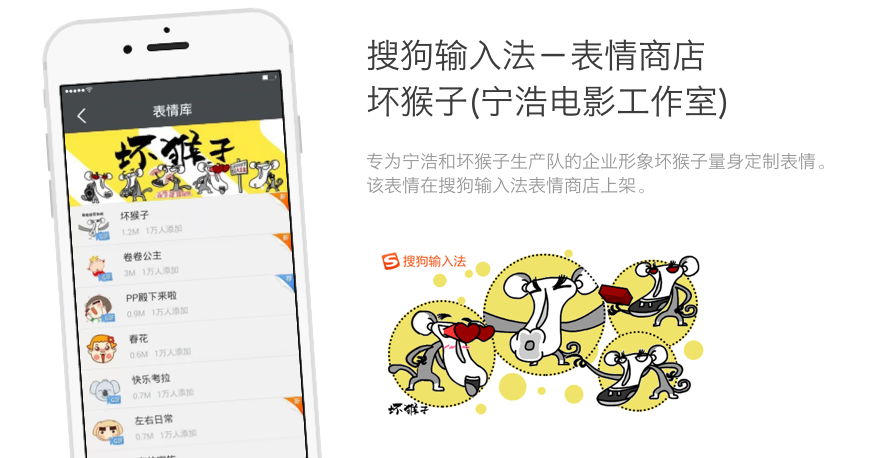 搜狗输入法－表情商店
坏猴子(宁浩电影工作室)
专为宁浩和坏猴子生产队的企业形象坏猴子量身定制表情。
该表情在搜狗输入法表情商店上架。
表情库
坏猴子
坏猴子
1.2M 1万人添加
卷卷公主
3M 1万人添加
PP殿下来啦
0.9M 1万人添加
春花
0.6M 1万人添加
快乐考拉
0.7M 1万人添加
左右日常
0.7M 1万人添加
S 搜狗输入法
坏猴子